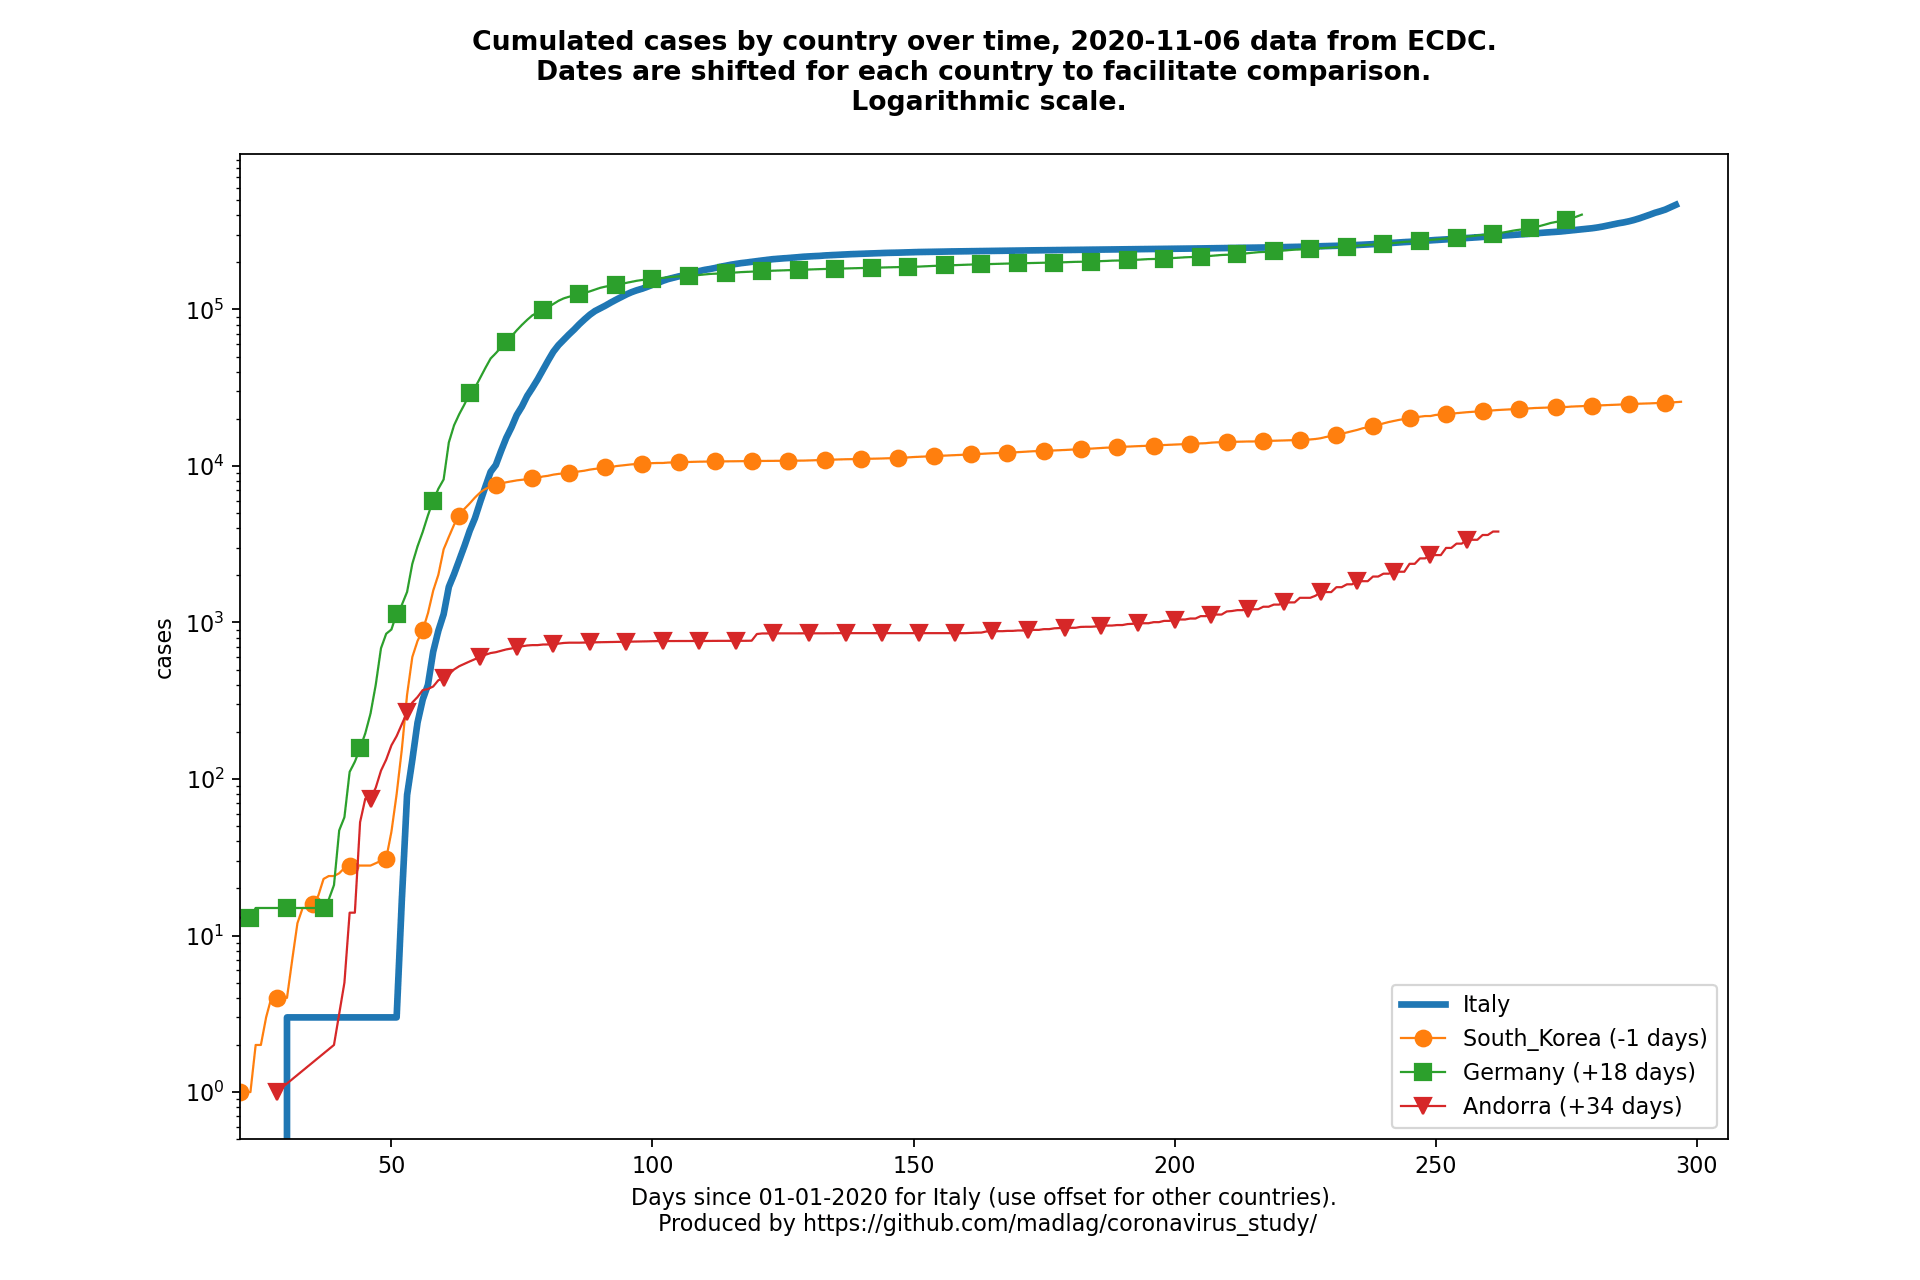 Cumulated cases by country over time, 2020-11-06 data from ECDC.
Dates are shifted for each country to facilitate comparison.
Logarithmic scale.
cases
10^5
10^4
10^3
10^2
10^1
10^0
50 100 150 200 250 300
Italy
South_Korea (-1 days)
Germany (+18 days)
Andorra (+34 days)
Days since 01-01-2020 for Italy (use offset for other countries).
Produced by https://github.com/madlag/coronavirus_study/